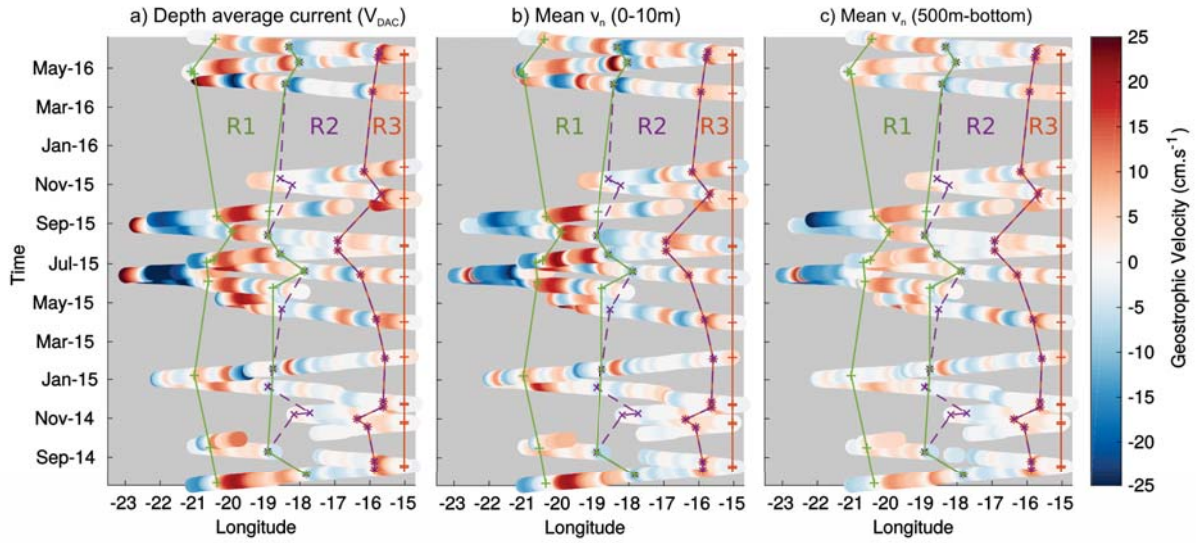 a) Depth average current (V_DAC)
b) Mean v_n (0-10m)
c) Mean v_n (500m-bottom)
Time
May-16
Mar-16
Jan-16
Nov-15
Sep-15
Jul-15
May-15
Mar-15
Jan-15
Nov-14
Sep-14
R1 R2 R3
R1 R2 R3
R1 R2 R3
-23 -22 -21 -20 -19 -18 -17 -16 -15
-23 -22 -21 -20 -19 -18 -17 -16 -15
-23 -22 -21 -20 -19 -18 -17 -16 -15
Longitude
Longitude
Longitude
25
20
15
10
5
0
-5
-10
-15
-20
-25
Geostrophic Velocity (cm.s⁻¹)